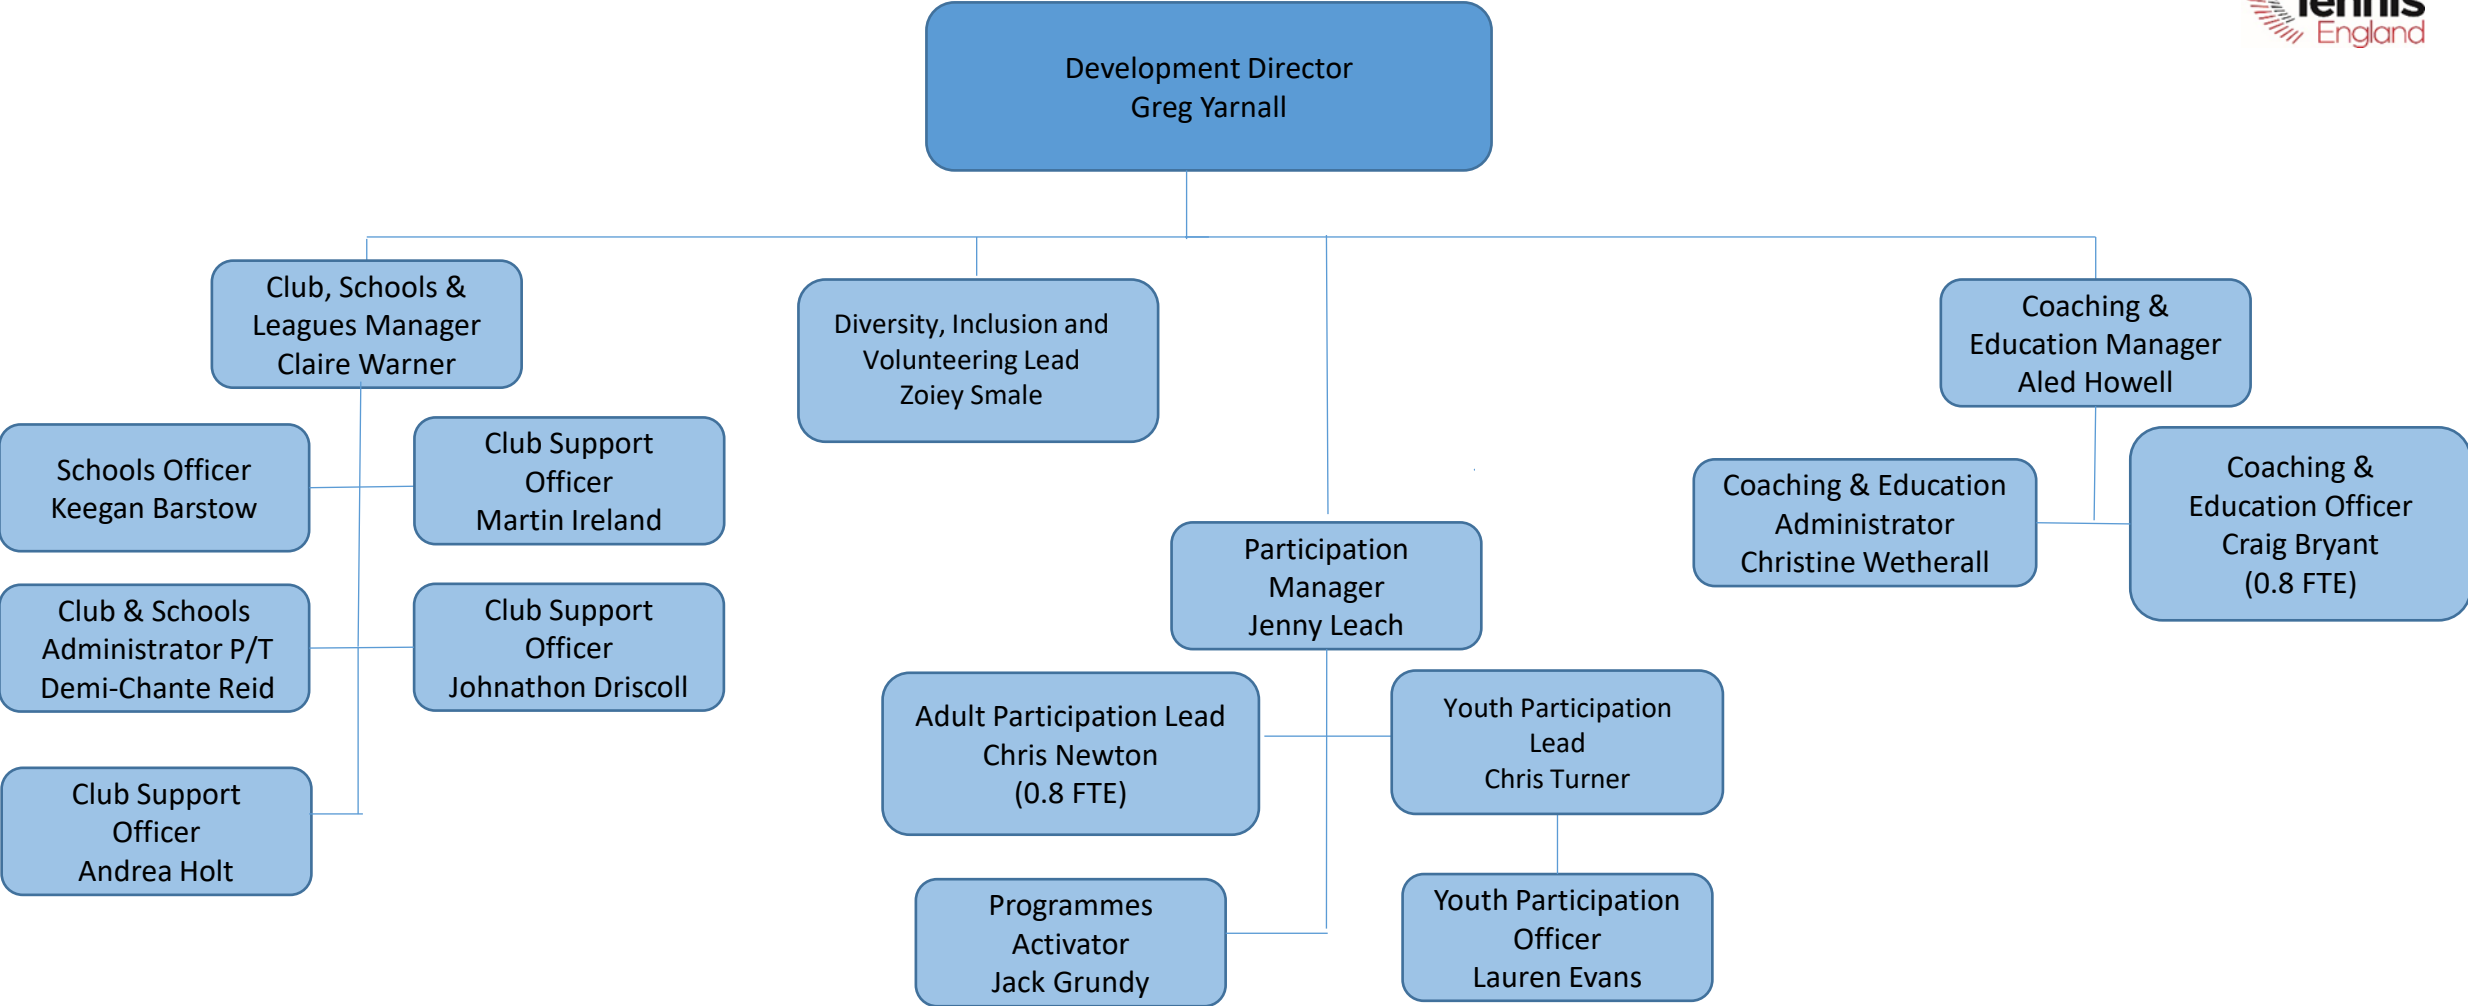 Tennis
England
Development Director
Greg Yarnall
Club, Schools &
Leagues Manager
Claire Warner
Diversity, Inclusion and
Volunteering Lead
Zoiey Smale
Coaching &
Education Manager
Aled Howell
Schools Officer
Keegan Barstow
Club Support
Officer
Martin Ireland
Club & Schools
Administrator P/T
Demi-Chante Reid
Club Support
Officer
Johnathon Driscoll
Club Support
Officer
Andrea Holt
Participation
Manager
Jenny Leach
Adult Participation Lead
Chris Newton
(0.8 FTE)
Youth Participation
Lead
Chris Turner
Programmes
Activator
Jack Grundy
Youth Participation
Officer
Lauren Evans
Coaching & Education
Administrator
Christine Wetherall
Coaching &
Education Officer
Craig Bryant
(0.8 FTE)